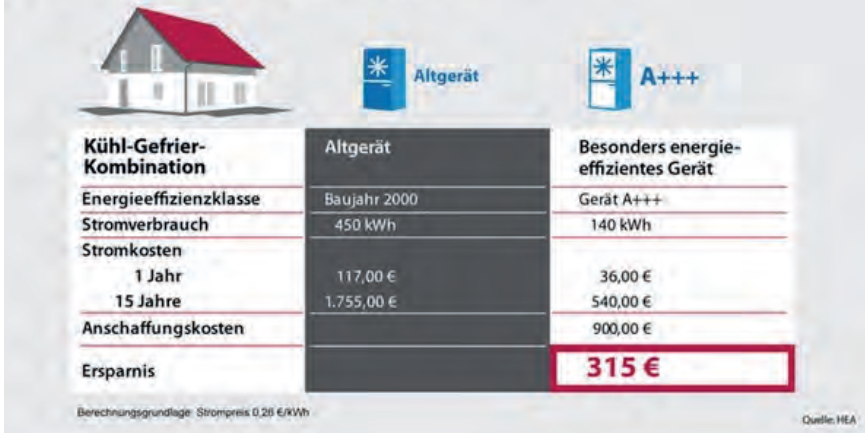 Altgerät
A+++
Kühl-Gefrier-
Kombination
Altgerät
Besonders energie-
effizientes Gerät
Energieeffizienzklasse
Baujahr 2000
Gerät A+++
Stromverbrauch
450 kWh
140 kWh
Stromkosten
1 Jahr
117,00 €
36,00 €
15 Jahre
1.755,00 €
540,00 €
Anschaffungskosten
900,00 €
Ersparnis
315 €
Berechnungsgrundlage: Strompreis 0,26 €/kWh
Quelle: HEA